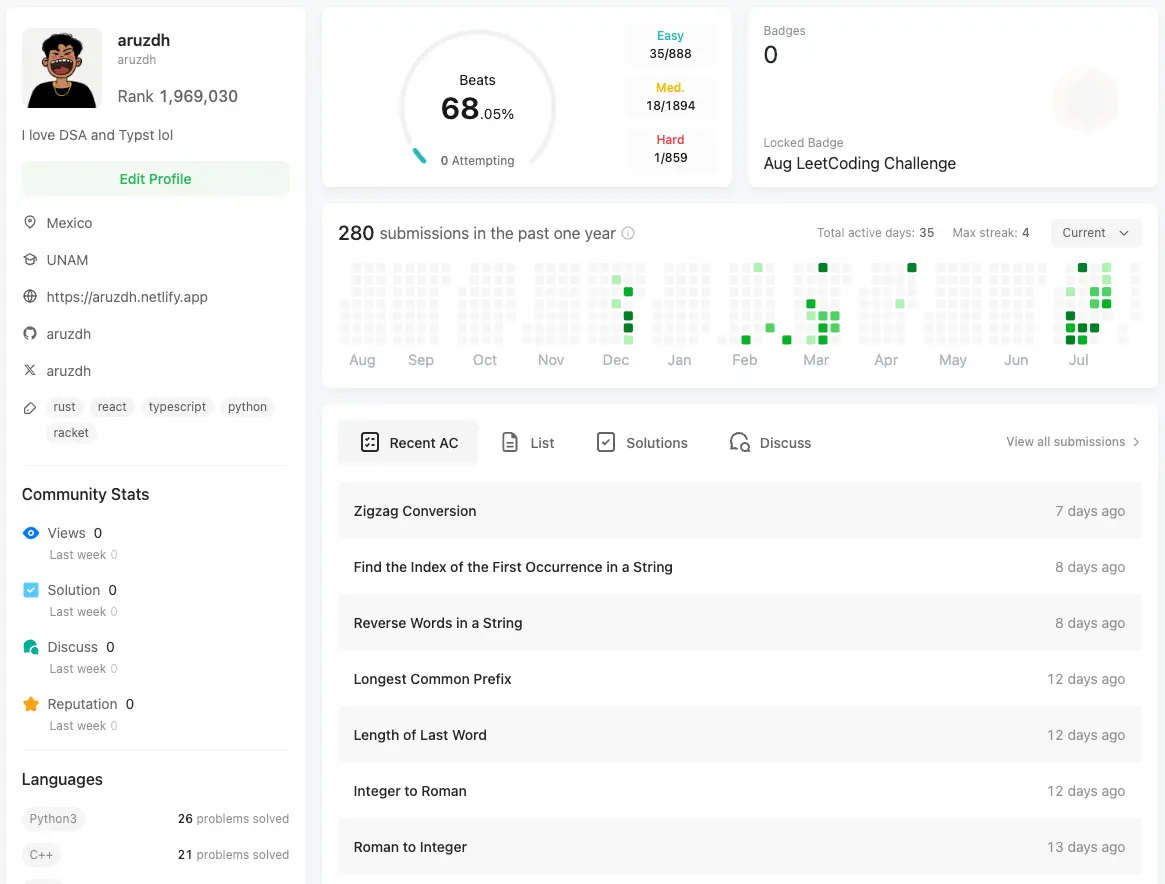 aruzdh
aruzdh
Rank 1,969,030
I love DSA and Typst lol
Edit Profile
Mexico
UNAM
https://aruzdh.netlify.app
aruzdh
aruzdh
rust react typescript python
racket
Community Stats
Views 0
Last week 0
Solution 0
Last week 0
Discuss 0
Last week 0
Reputation 0
Last week 0
Languages
Python3 26 problems solved
C++ 21 problems solved
Beats
68.05%
0 Attempting
Easy
35/888
Med.
18/1894
Hard
1/859
Badges
0
Locked Badge
Aug LeetCoding Challenge
280 submissions in the past one year
Total active days: 35 Max streak: 4 Current
Aug Sep Oct Nov Dec Jan Feb Mar Apr May Jun Jul
Recent AC List Solutions Discuss View all submissions
Zigzag Conversion 7 days ago
Find the Index of the First Occurrence in a String 8 days ago
Reverse Words in a String 8 days ago
Longest Common Prefix 12 days ago
Length of Last Word 12 days ago
Integer to Roman 12 days ago
Roman to Integer 13 days ago